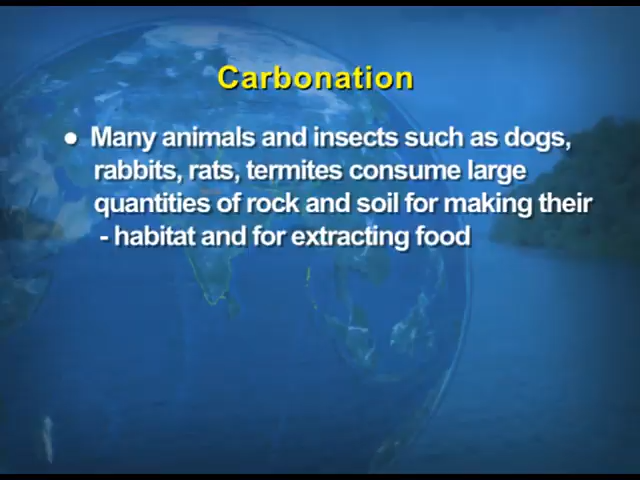 Carbonation
● Many animals and insects such as dogs,
rabbits, rats, termites consume large
quantities of rock and soil for making their
- habitat and for extracting food